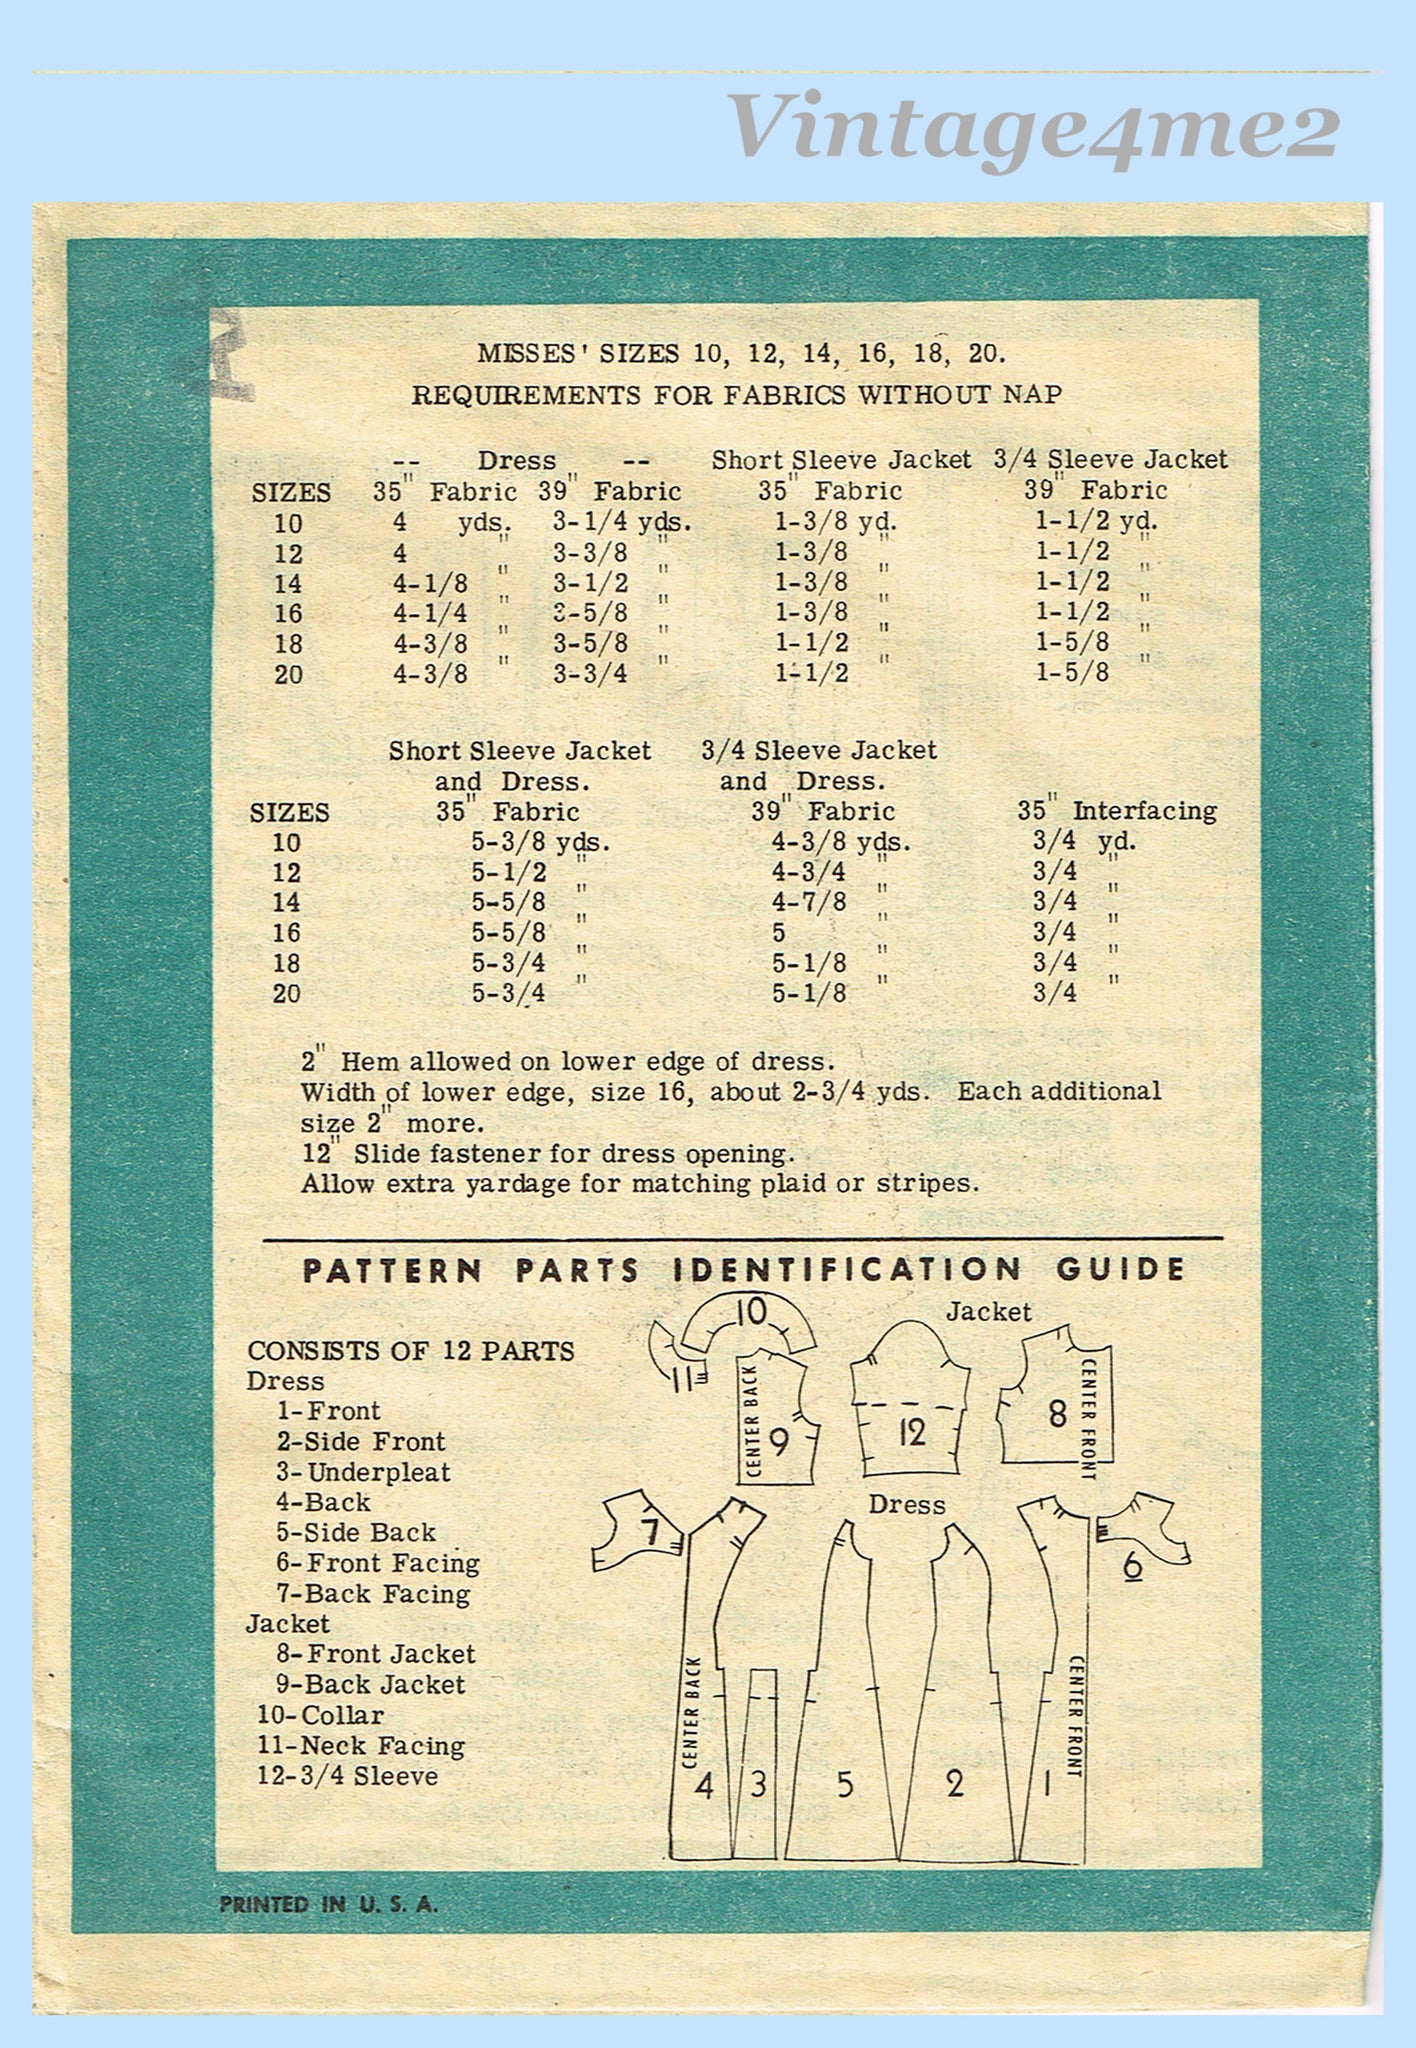 Vintage4me2
MISSES' SIZES 10, 12, 14, 16, 18, 20.
REQUIREMENTS FOR FABRICS WITHOUT NAP
-- Dress -- Short Sleeve Jacket 3/4 Sleeve Jacket
SIZES 35" Fabric 39" Fabric 35" Fabric 39" Fabric
10 4 yds. 3-1/4 yds. 1-3/8 yd. 1-1/2 yd.
12 4 " 3-3/8 " 1-3/8 " 1-1/2 "
14 4-1/8 " 3-1/2 " 1-3/8 " 1-1/2 "
16 4-1/4 " 3-5/8 " 1-3/8 " 1-1/2 "
18 4-3/8 " 3-5/8 " 1-1/2 " 1-5/8 "
20 4-3/8 " 3-3/4 " 1-1/2 " 1-5/8 "
Short Sleeve Jacket 3/4 Sleeve Jacket
and Dress. and Dress.
SIZES 35" Fabric 39" Fabric 35" Interfacing
10 5-3/8 yds. 4-3/8 yds. 3/4 yd.
12 5-1/2 " 4-3/4 " 3/4 "
14 5-5/8 " 4-7/8 " 3/4 "
16 5-5/8 " 5 " 3/4 "
18 5-3/4 " 5-1/8 " 3/4 "
20 5-3/4 " 5-1/8 " 3/4 "
2" Hem allowed on lower edge of dress.
Width of lower edge, size 16, about 2-3/4 yds. Each additional
size 2" more.
12" Slide fastener for dress opening.
Allow extra yardage for matching plaid or stripes.
PATTERN PARTS IDENTIFICATION GUIDE
CONSISTS OF 12 PARTS
Dress
1-Front
2-Side Front
3-Underpleat
4-Back
5-Side Back
6-Front Facing
7-Back Facing
Jacket
8-Front Jacket
9-Back Jacket
10-Collar
11-Neck Facing
12-3/4 Sleeve
Jacket
10
11
CENTER BACK
9
12
8
CENTER FRONT
Dress
7
6
CENTER BACK
4
3
5
2
1
CENTER FRONT
PRINTED IN U. S. A.